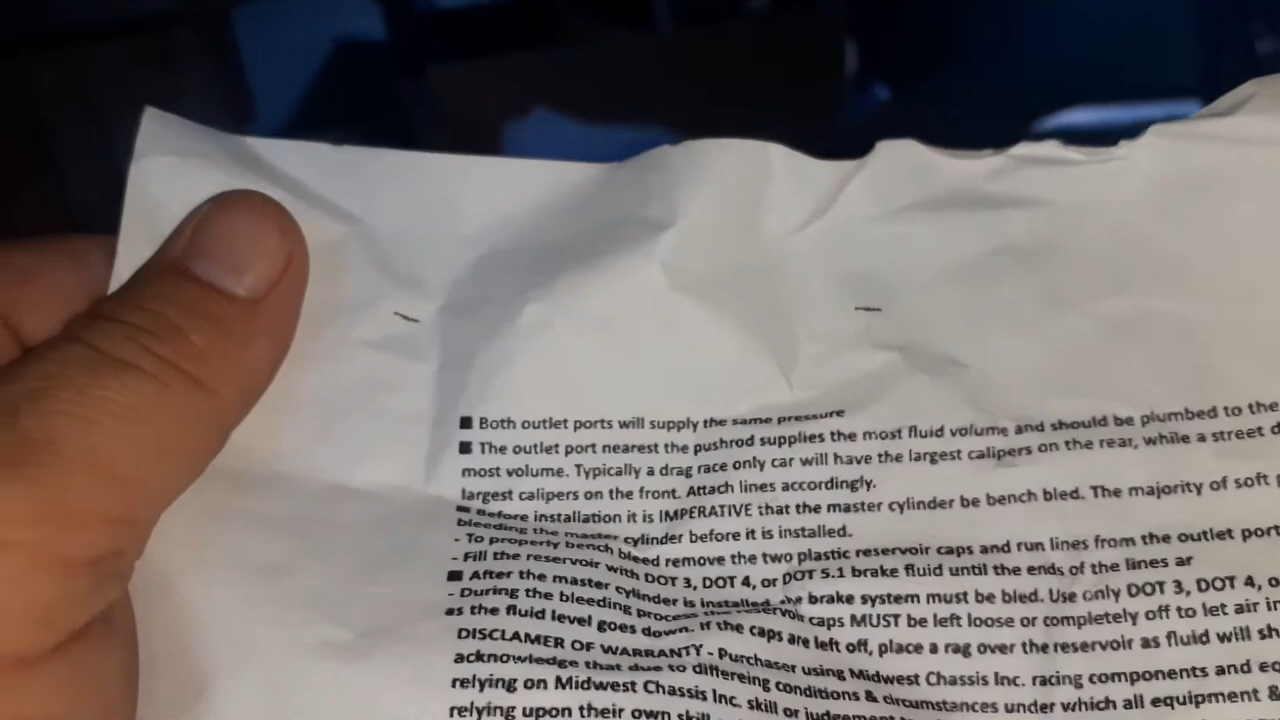 ■ Both outlet ports will supply the same pressure
■ The outlet port nearest the pushrod supplies the most fluid volume and should be plumbed to the
most volume. Typically a drag race only car will have the largest calipers on the rear, while a street d
largest calipers on the front. Attach lines accordingly.
■ Before installation it is IMPERATIVE that the master cylinder be bench bled. The majority of soft p
bleeding the master cylinder before it is installed.
- To properly bench bleed remove the two plastic reservoir caps and run lines from the outlet port
- Fill the reservoir with DOT 3, DOT 4, or DOT 5.1 brake fluid until the ends of the lines ar
■ After the master cylinder is installed the brake system must be bled. Use only DOT 3, DOT 4, o
- During the bleeding process the reservoir caps MUST be left loose or completely off to let air in
as the fluid level goes down. If the caps are left off, place a rag over the reservoir as fluid will sh
DISCLAMER OF WARRANTY - Purchaser using Midwest Chassis Inc. racing components and eq
acknowledge that due to differeing conditions & circumstances under which all equipment &
relying on Midwest Chassis Inc. skill or judgement
relying upon their own skill